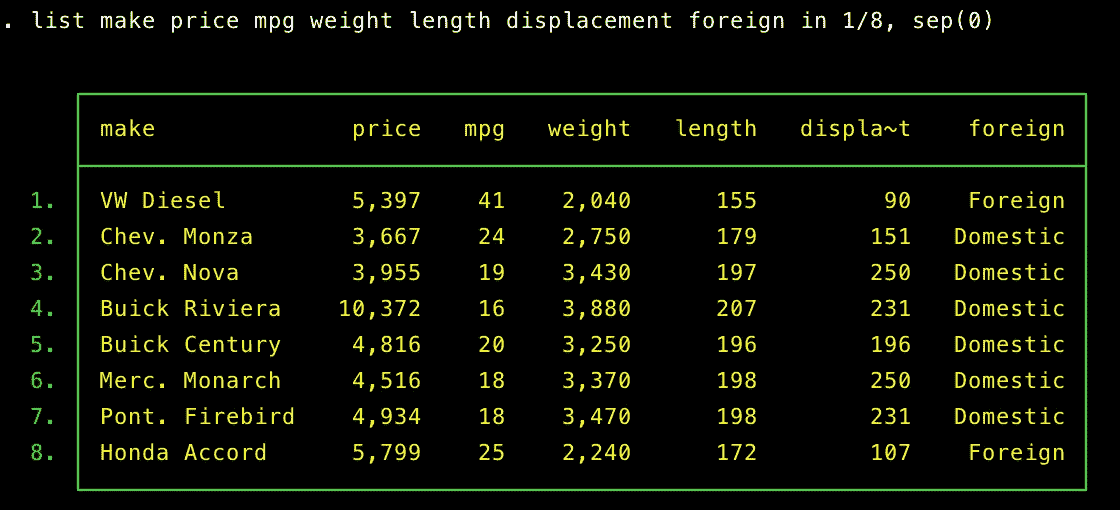 . list make price mpg weight length displacement foreign in 1/8, sep(0)
make price mpg weight length displa~t foreign
1. VW Diesel 5,397 41 2,040 155 90 Foreign
2. Chev. Monza 3,667 24 2,750 179 151 Domestic
3. Chev. Nova 3,955 19 3,430 197 250 Domestic
4. Buick Riviera 10,372 16 3,880 207 231 Domestic
5. Buick Century 4,816 20 3,250 196 196 Domestic
6. Merc. Monarch 4,516 18 3,370 198 250 Domestic
7. Pont. Firebird 4,934 18 3,470 198 231 Domestic
8. Honda Accord 5,799 25 2,240 172 107 Foreign